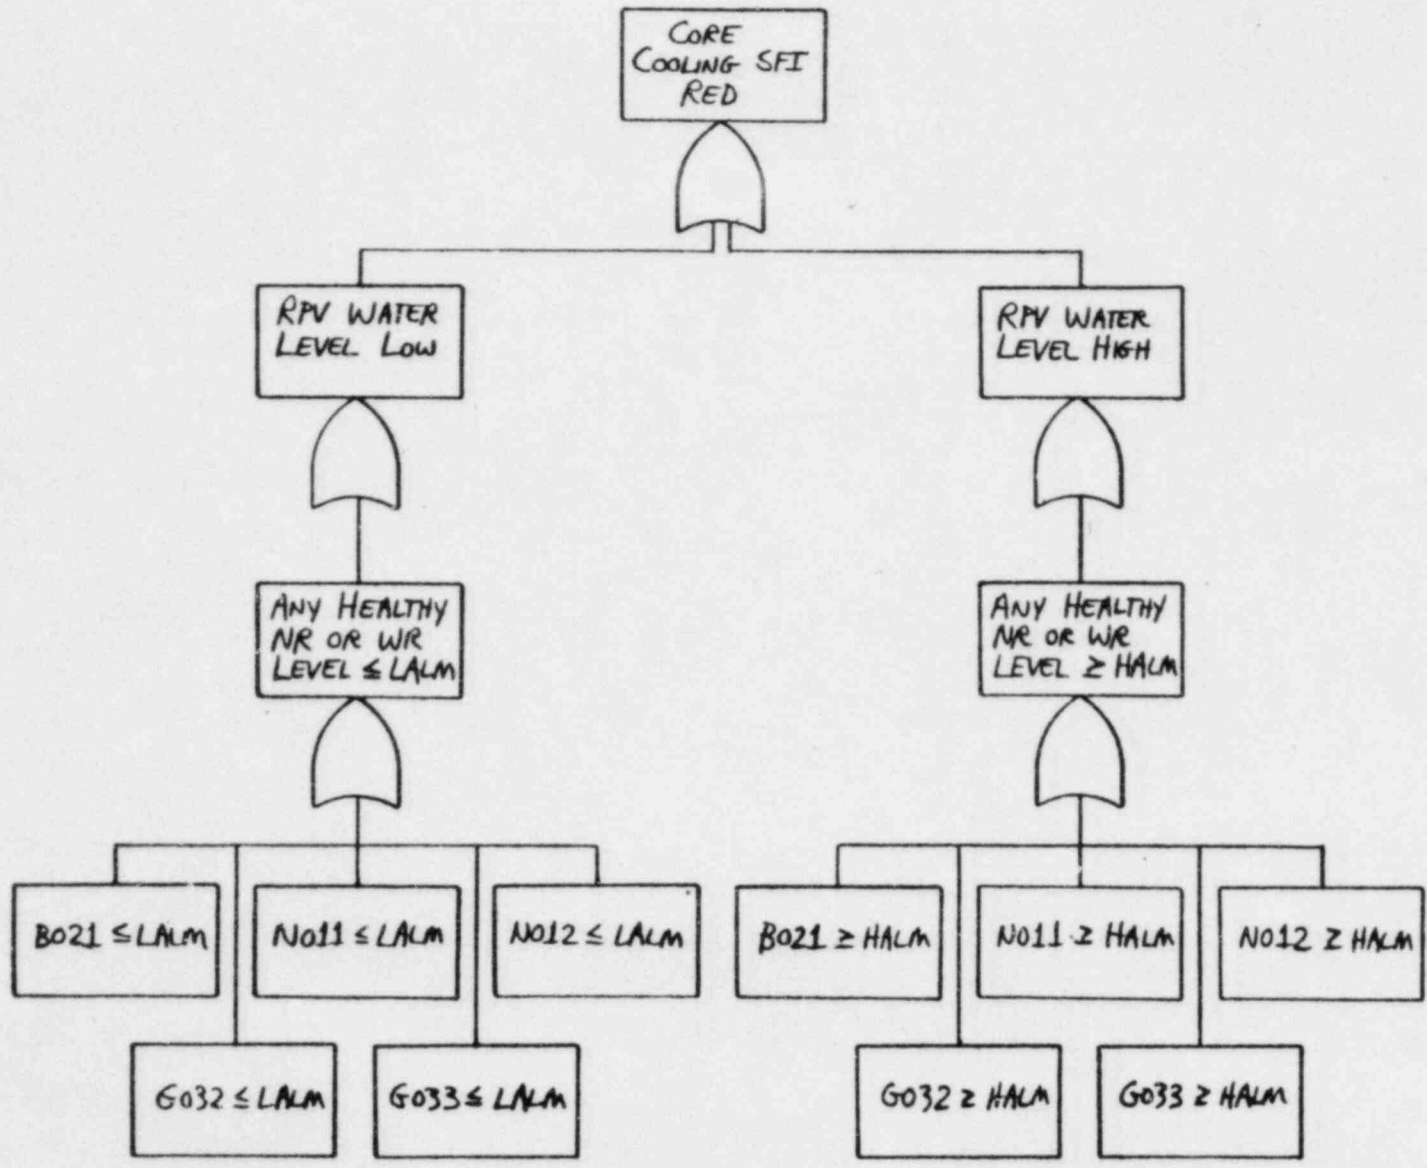 CORE
COOLING SFI
RED
RPV WATER
LEVEL LOW
RPV WATER
LEVEL HIGH
ANY HEALTHY
NR OR WR
LEVEL ≤ LALM
ANY HEALTHY
NR OR WR
LEVEL ≥ HALM
B021 ≤ LALM
N011 ≤ LALM
N012 ≤ LALM
B021 ≥ HALM
N011 ≥ HALM
N012 ≥ HALM
G032 ≤ LALM
G033 ≤ LALM
G032 ≥ HALM
G033 ≥ HALM